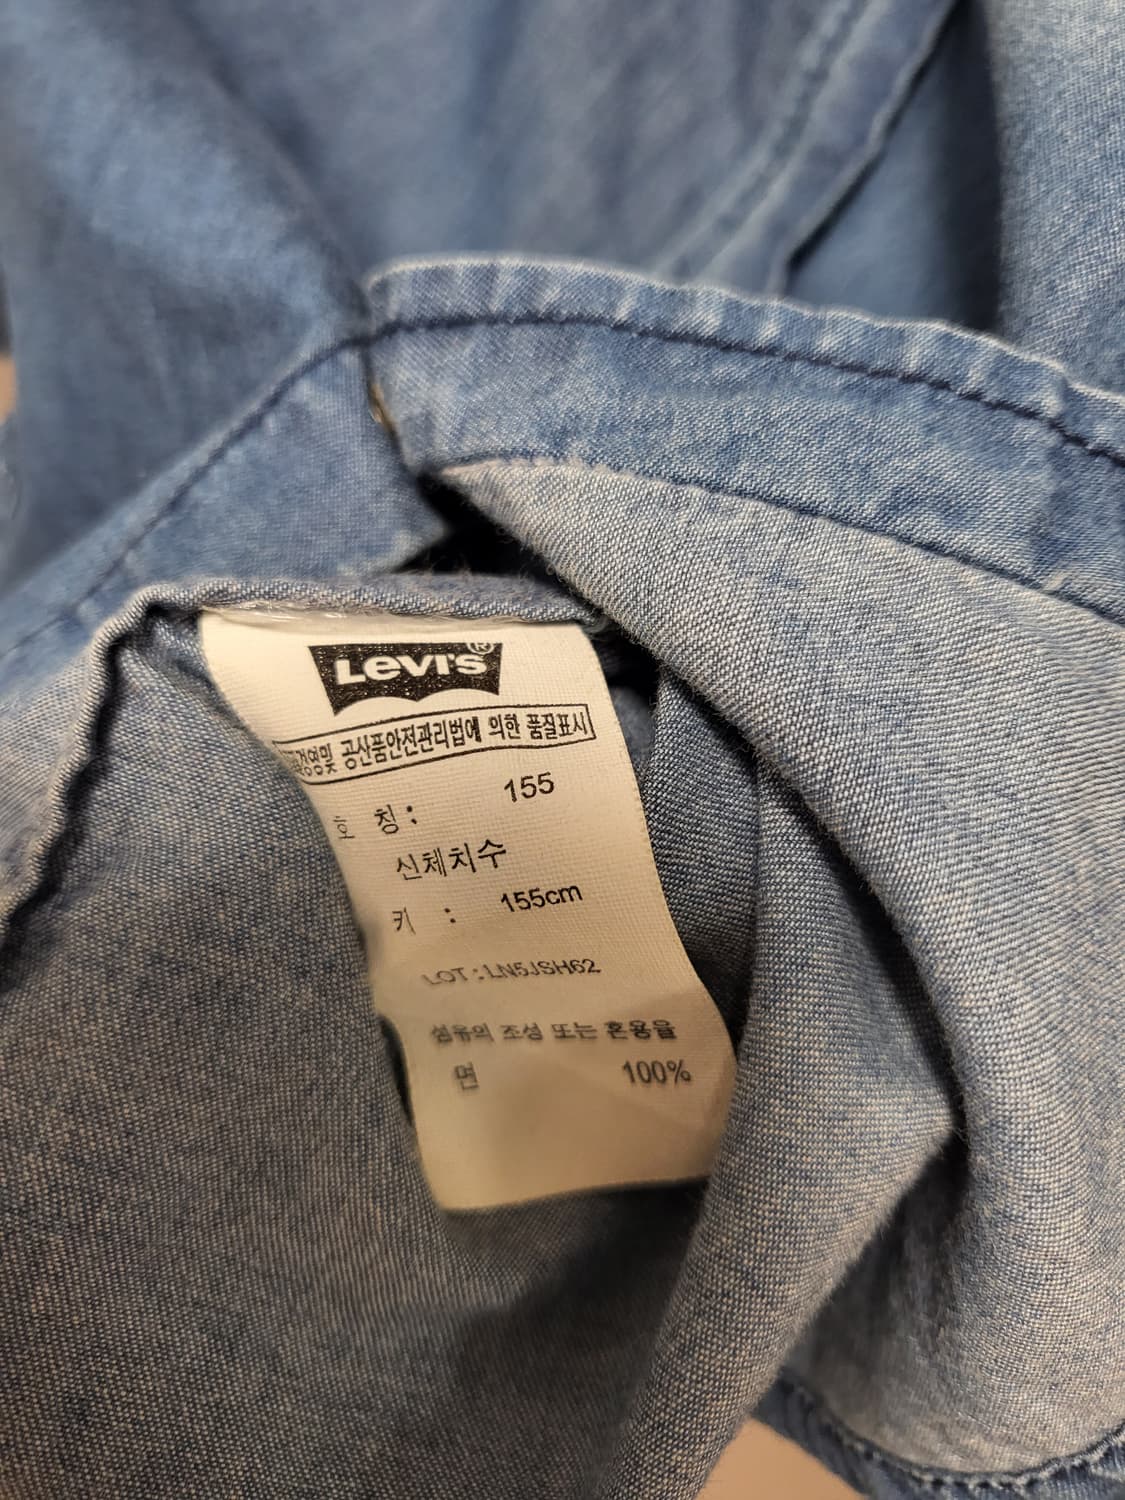 Levi's®
및 공산품안전관리법에 의한 품질표시
호 칭: 155
신체치수
키 : 155cm
LOT:LN5JSH62
섬유의 조성 또는 혼용율
면 100%